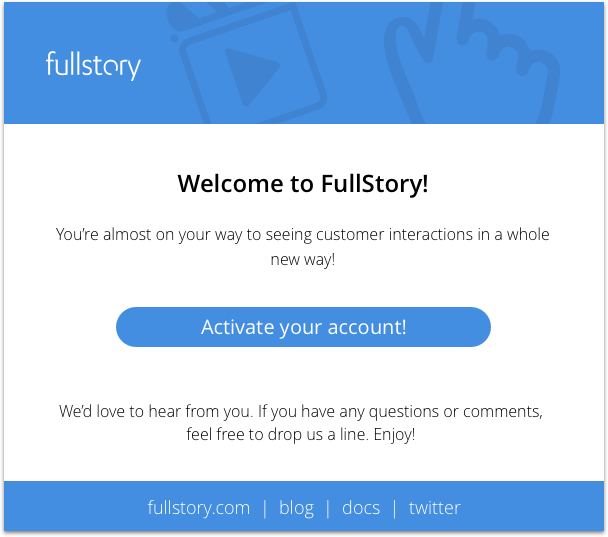 fullstory
Welcome to FullStory!
You’re almost on your way to seeing customer interactions in a whole
new way!
Activate your account!
We’d love to hear from you. If you have any questions or comments,
feel free to drop us a line. Enjoy!
fullstory.com | blog | docs | twitter